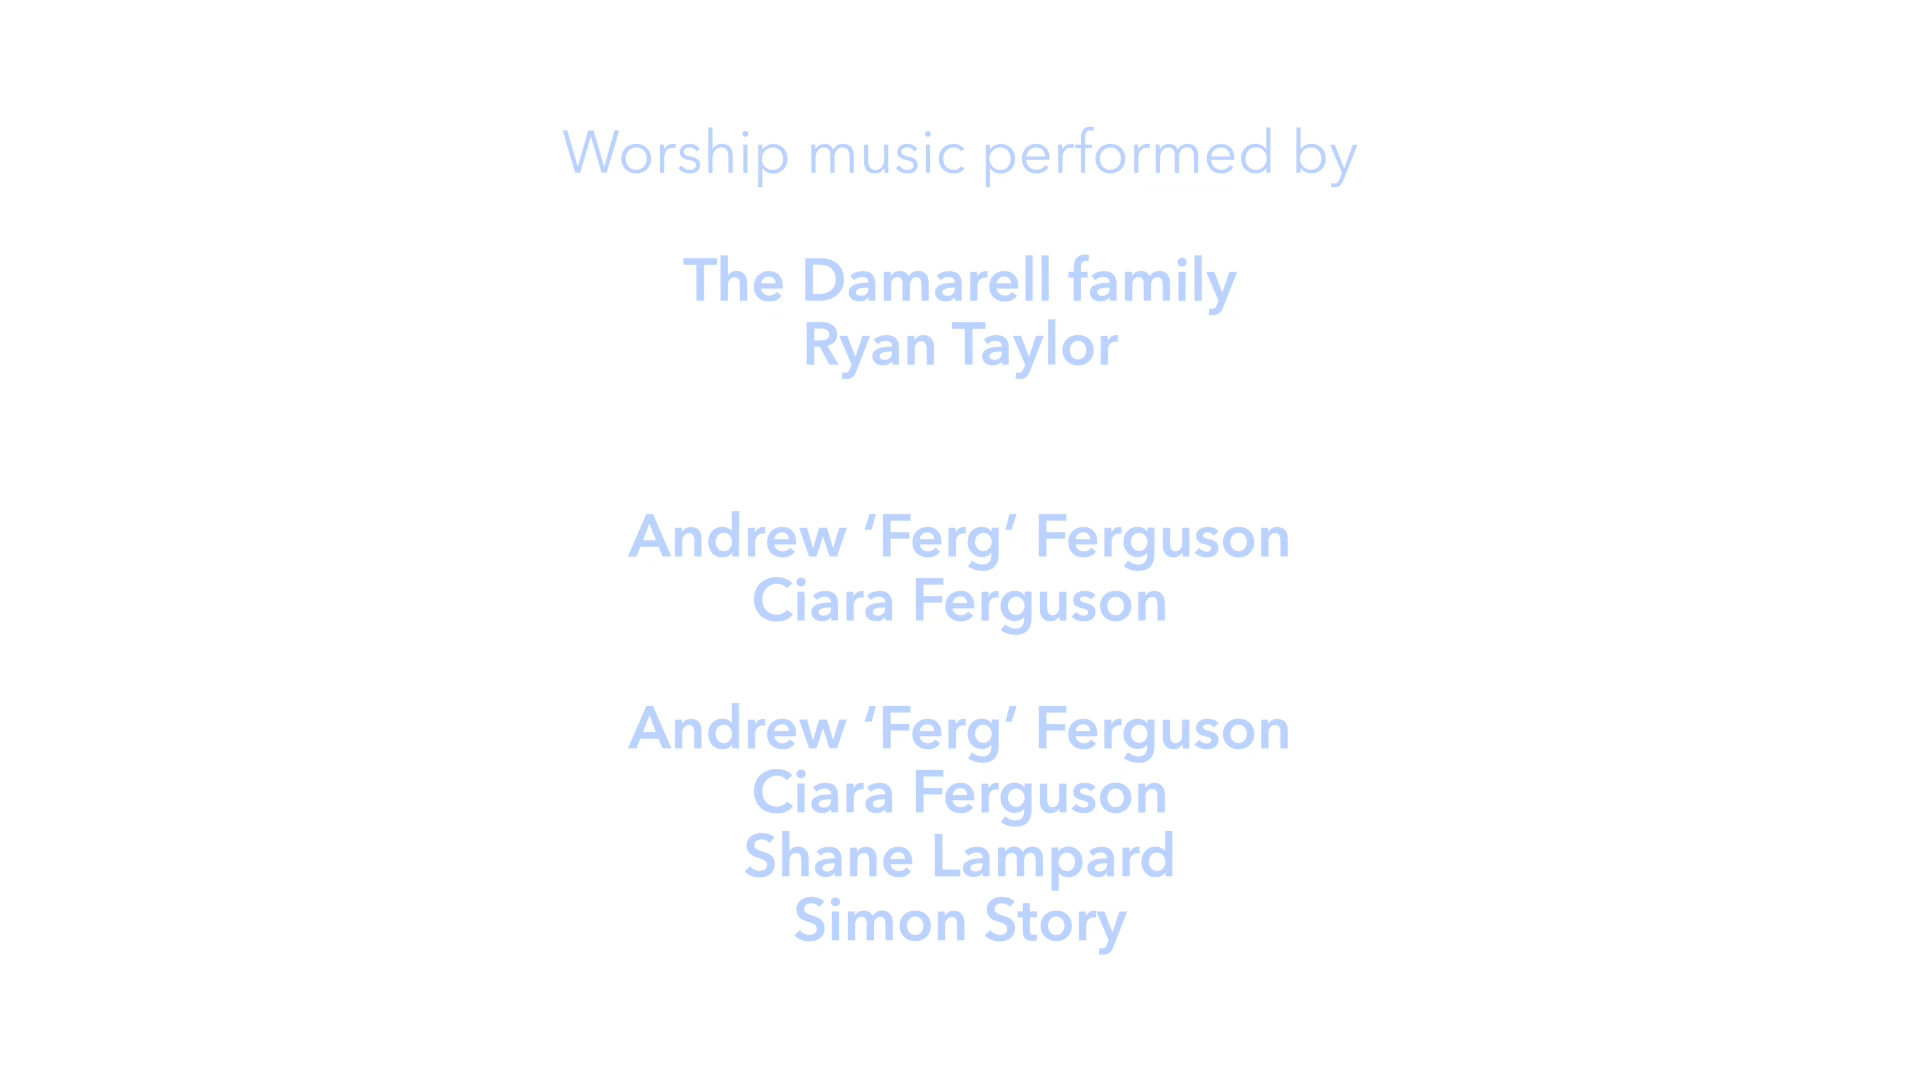 Worship music performed by
The Damarell family
Ryan Taylor
Andrew ‘Ferg’ Ferguson
Ciara Ferguson
Andrew ‘Ferg’ Ferguson
Ciara Ferguson
Shane Lampard
Simon Story